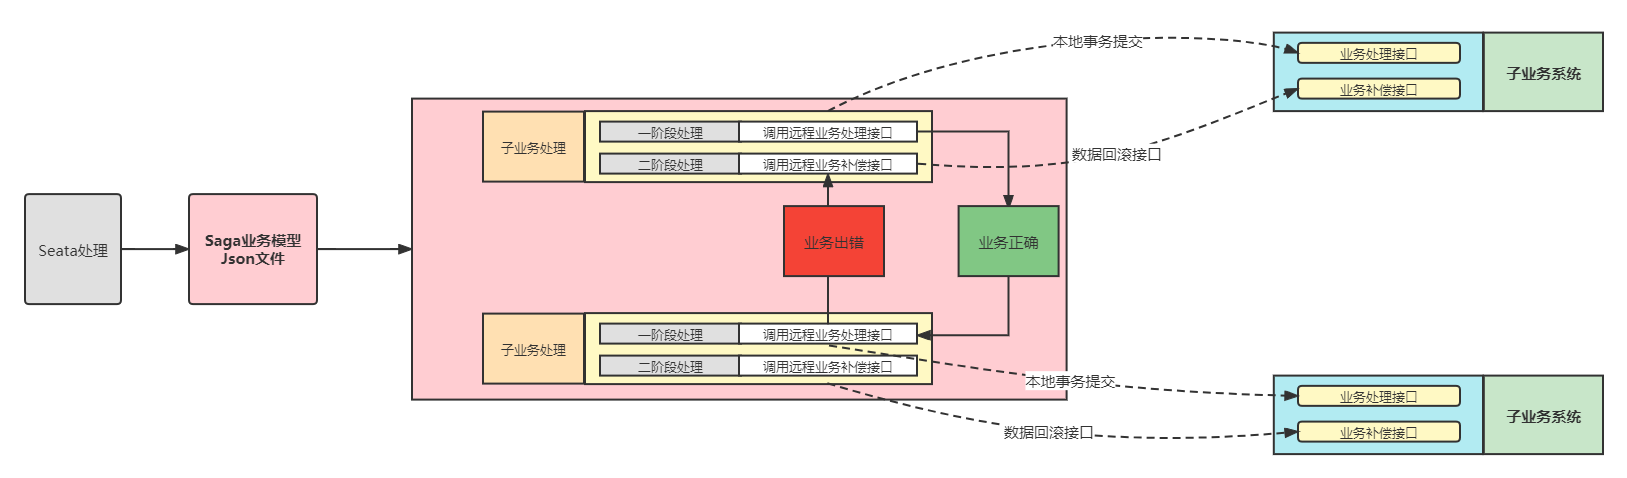 本地事务提交
业务处理接口
业务补偿接口
子业务系统
子业务处理
一阶段处理
调用远程业务处理接口
二阶段处理
调用远程业务补偿接口
数据回滚接口
Seata处理
Saga业务模型
Json文件
业务出错
业务正确
子业务处理
一阶段处理
调用远程业务处理接口
二阶段处理
调用远程业务补偿接口
本地事务提交
数据回滚接口
业务处理接口
业务补偿接口
子业务系统